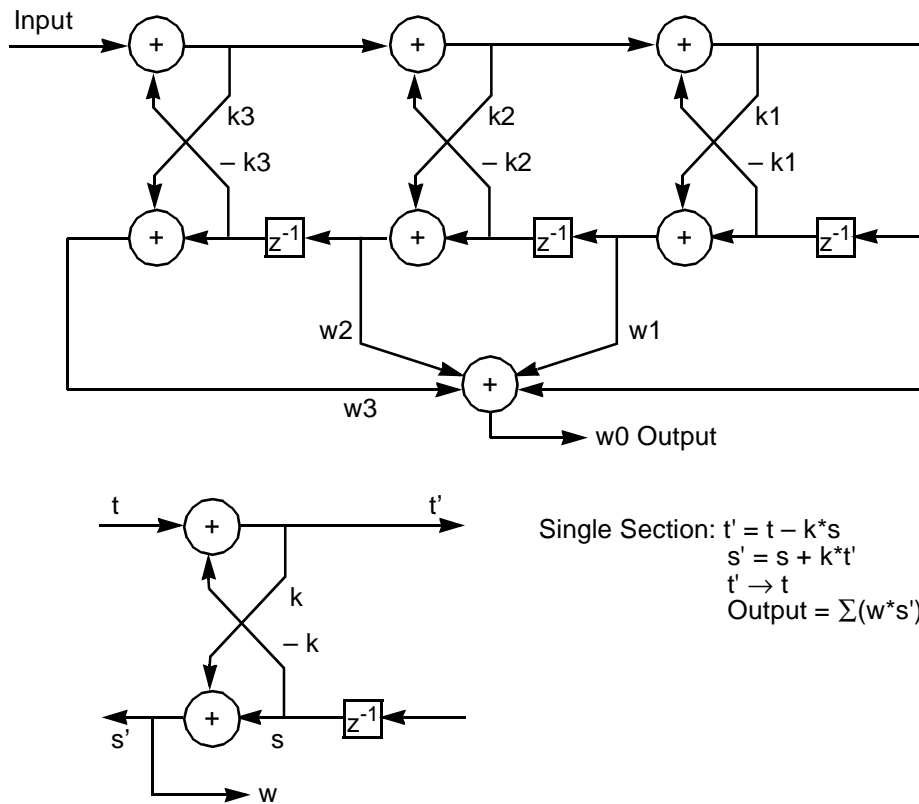 Input
+ + +
k3 k2 k1
– k3 – k2 – k1
+ z⁻¹ + z⁻¹ + z⁻¹
w2 w1
+
w3
w0 Output
t t’
+
k
– k
+ z⁻¹
s’ s
w
Single Section: t' = t – k*s
s' = s + k*t'
t' → t
Output = ∑(w*s')